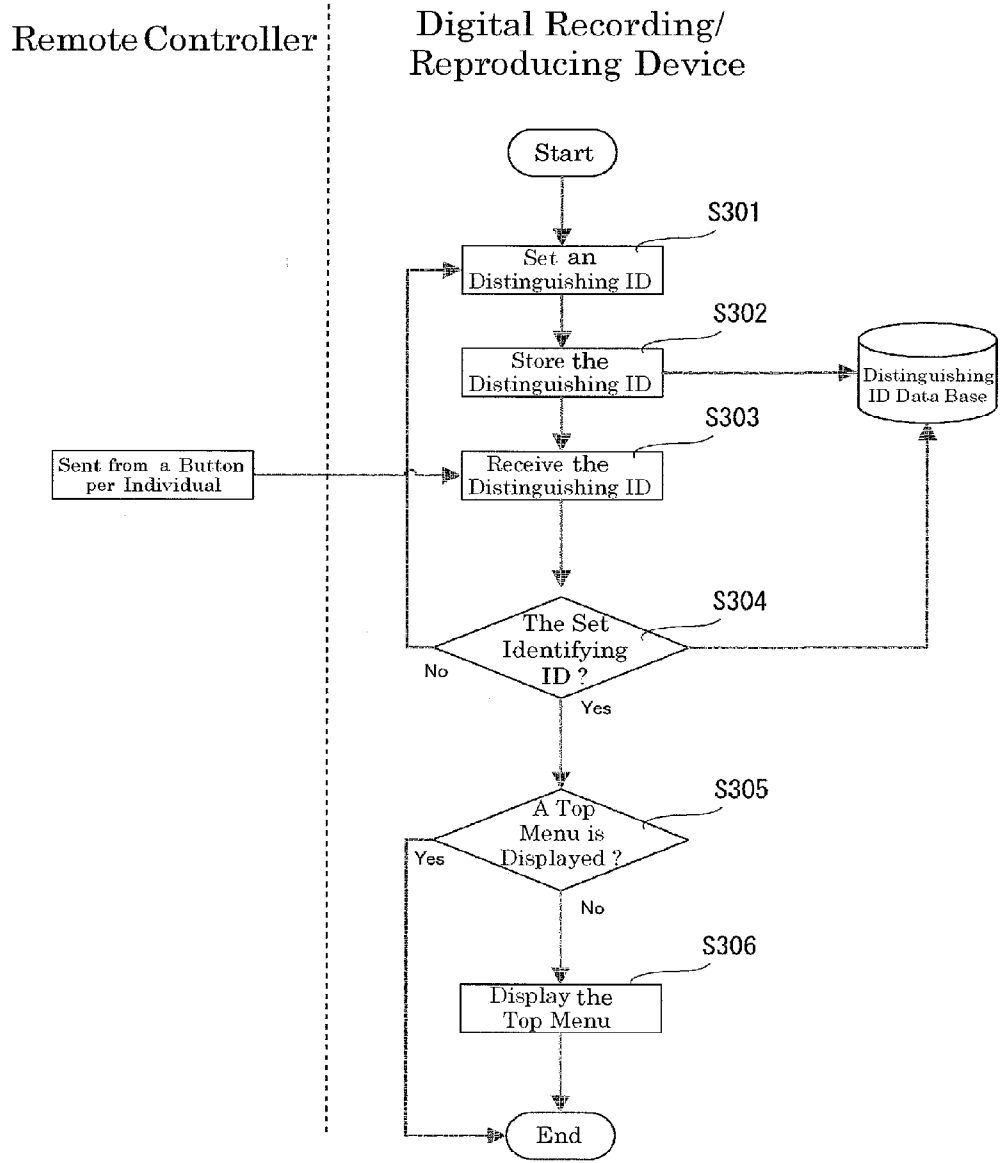 Remote Controller
Digital Recording/
Reproducing Device
Start
S301
Set an
Distinguishing ID
S302
Store the
Distinguishing ID
Distinguishing
ID Data Base
S303
Sent from a Button
per Individual
Receive the
Distinguishing ID
S304
The Set
Identifying
ID ?
No
Yes
S305
A Top
Menu is
Displayed ?
Yes
No
S306
Display the
Top Menu
End